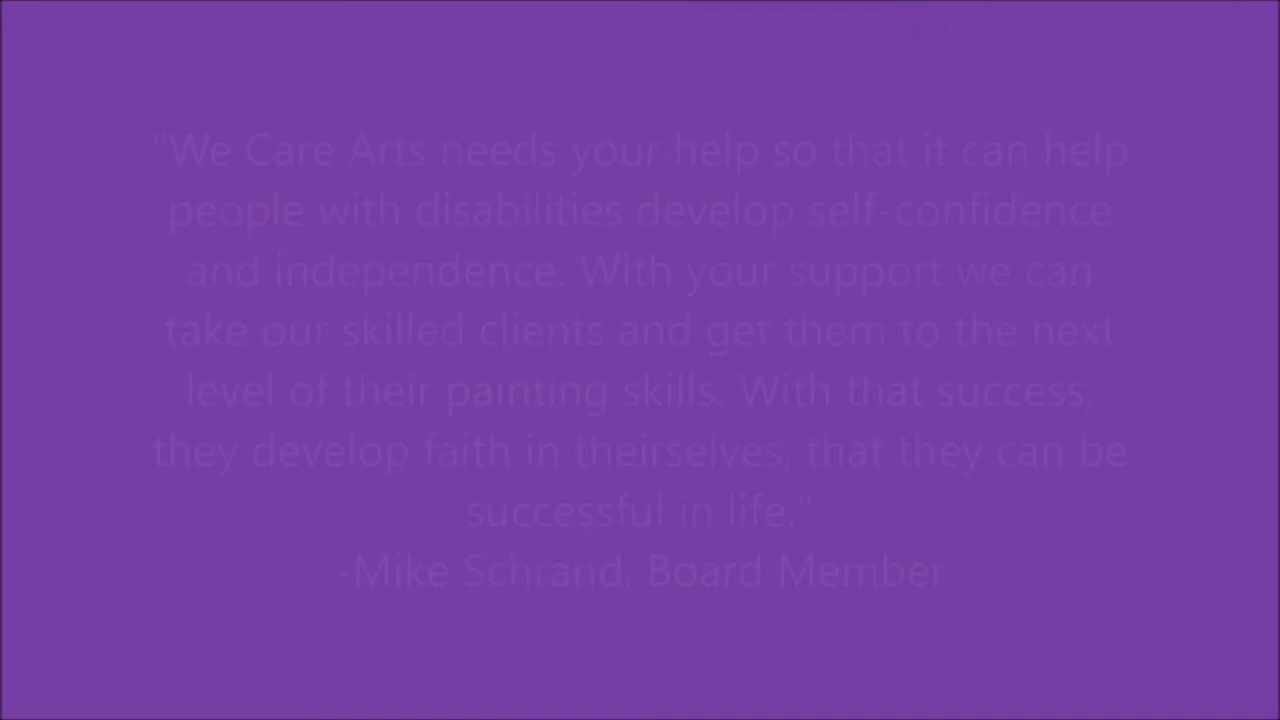 "We Care Arts needs your help so that it can help
people with disabilities develop self-confidence
and independence. With your support we can
take our skilled clients and get them to the next
level of their painting skills. With that success,
they develop faith in theirselves, that they can be
successful in life."
-Mike Schrand, Board Member